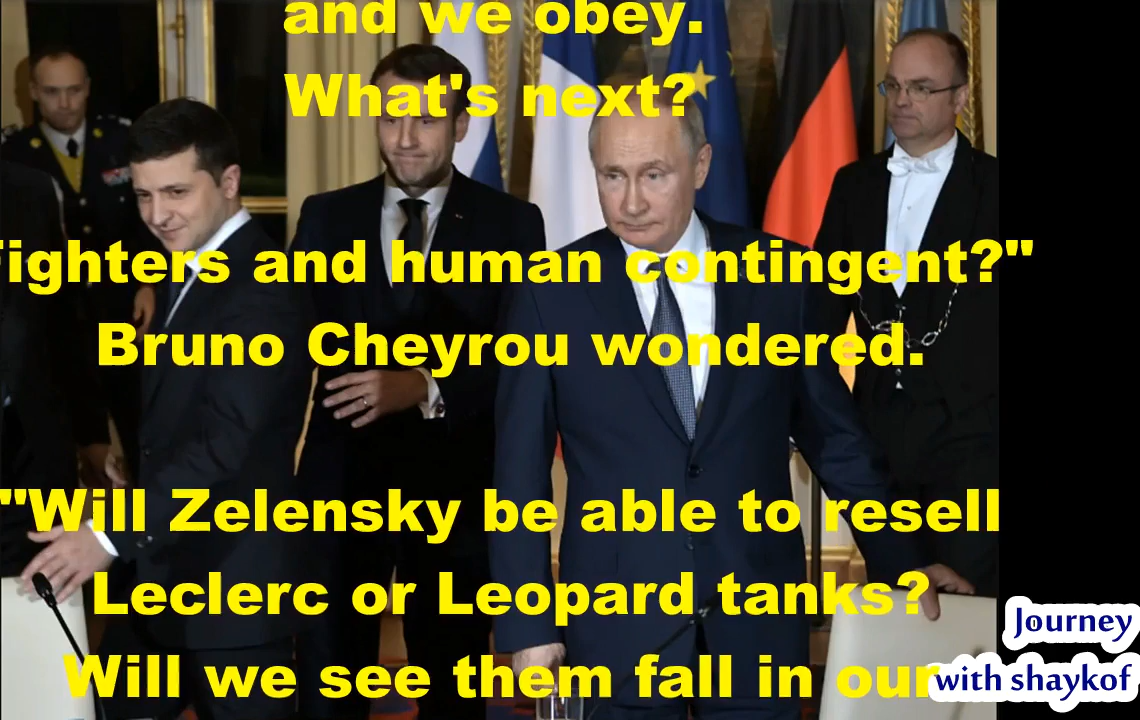 and we obey.
What's next?
Fighters and human contingent?"
Bruno Cheyrou wondered.
"Will Zelensky be able to resell
Leclerc or Leopard tanks?
Will we see them fall in our
Journey
with shaykof